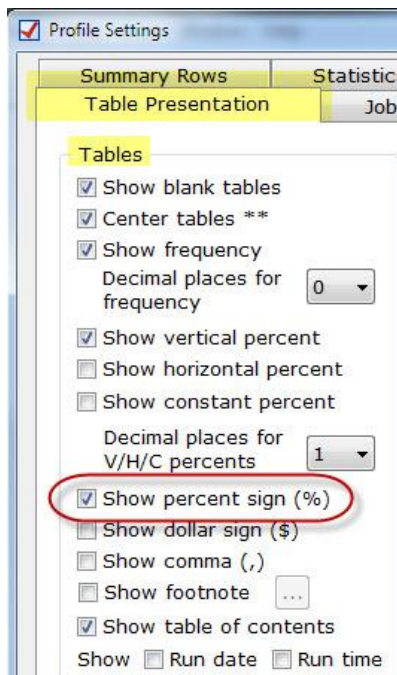 Profile Settings
Summary Rows
Statistic
Table Presentation
Job
Tables
Show blank tables
Center tables **
Show frequency
Decimal places for
frequency
0
Show vertical percent
Show horizontal percent
Show constant percent
Decimal places for
V/H/C percents
1
Show percent sign (%)
Show dollar sign ($)
Show comma (,)
Show footnote ...
Show table of contents
Show Run date Run time